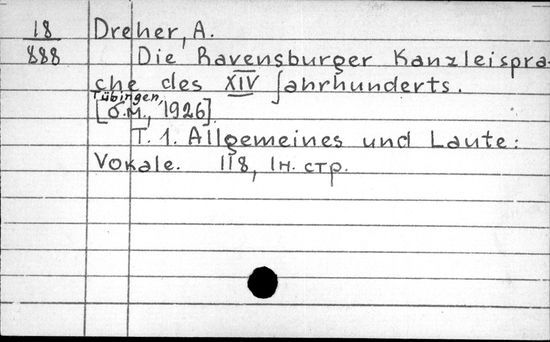 18 Dreher, A.
888 Die Ravensburger Kanzleispra-
che des XIV Jahrhunderts.
Tübingen,
[б.м., 1926].
T. 1. Allgemeines und Laute:
Vokale. 118, 1н. стр.